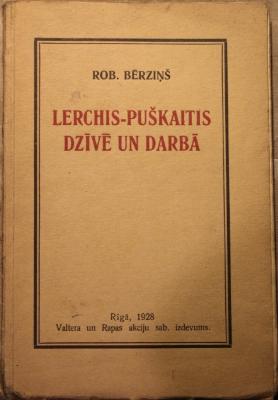 ROB. BĒRZIŅŠ
LERCHIS-PUŠKAITIS
DZĪVĒ UN DARBĀ
Rīgā, 1928
Valtera un Rapas akciju sab. izdevums.